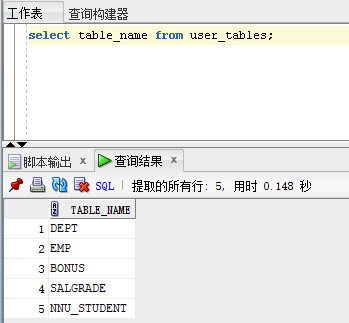 工作表 查询构建器
select table_name from user_tables;
脚本输出 x 查询结果 x
SQL | 提取的所有行: 5, 用时 0.148 秒
TABLE_NAME
1 DEPT
2 EMP
3 BONUS
4 SALGRADE
5 NNU_STUDENT